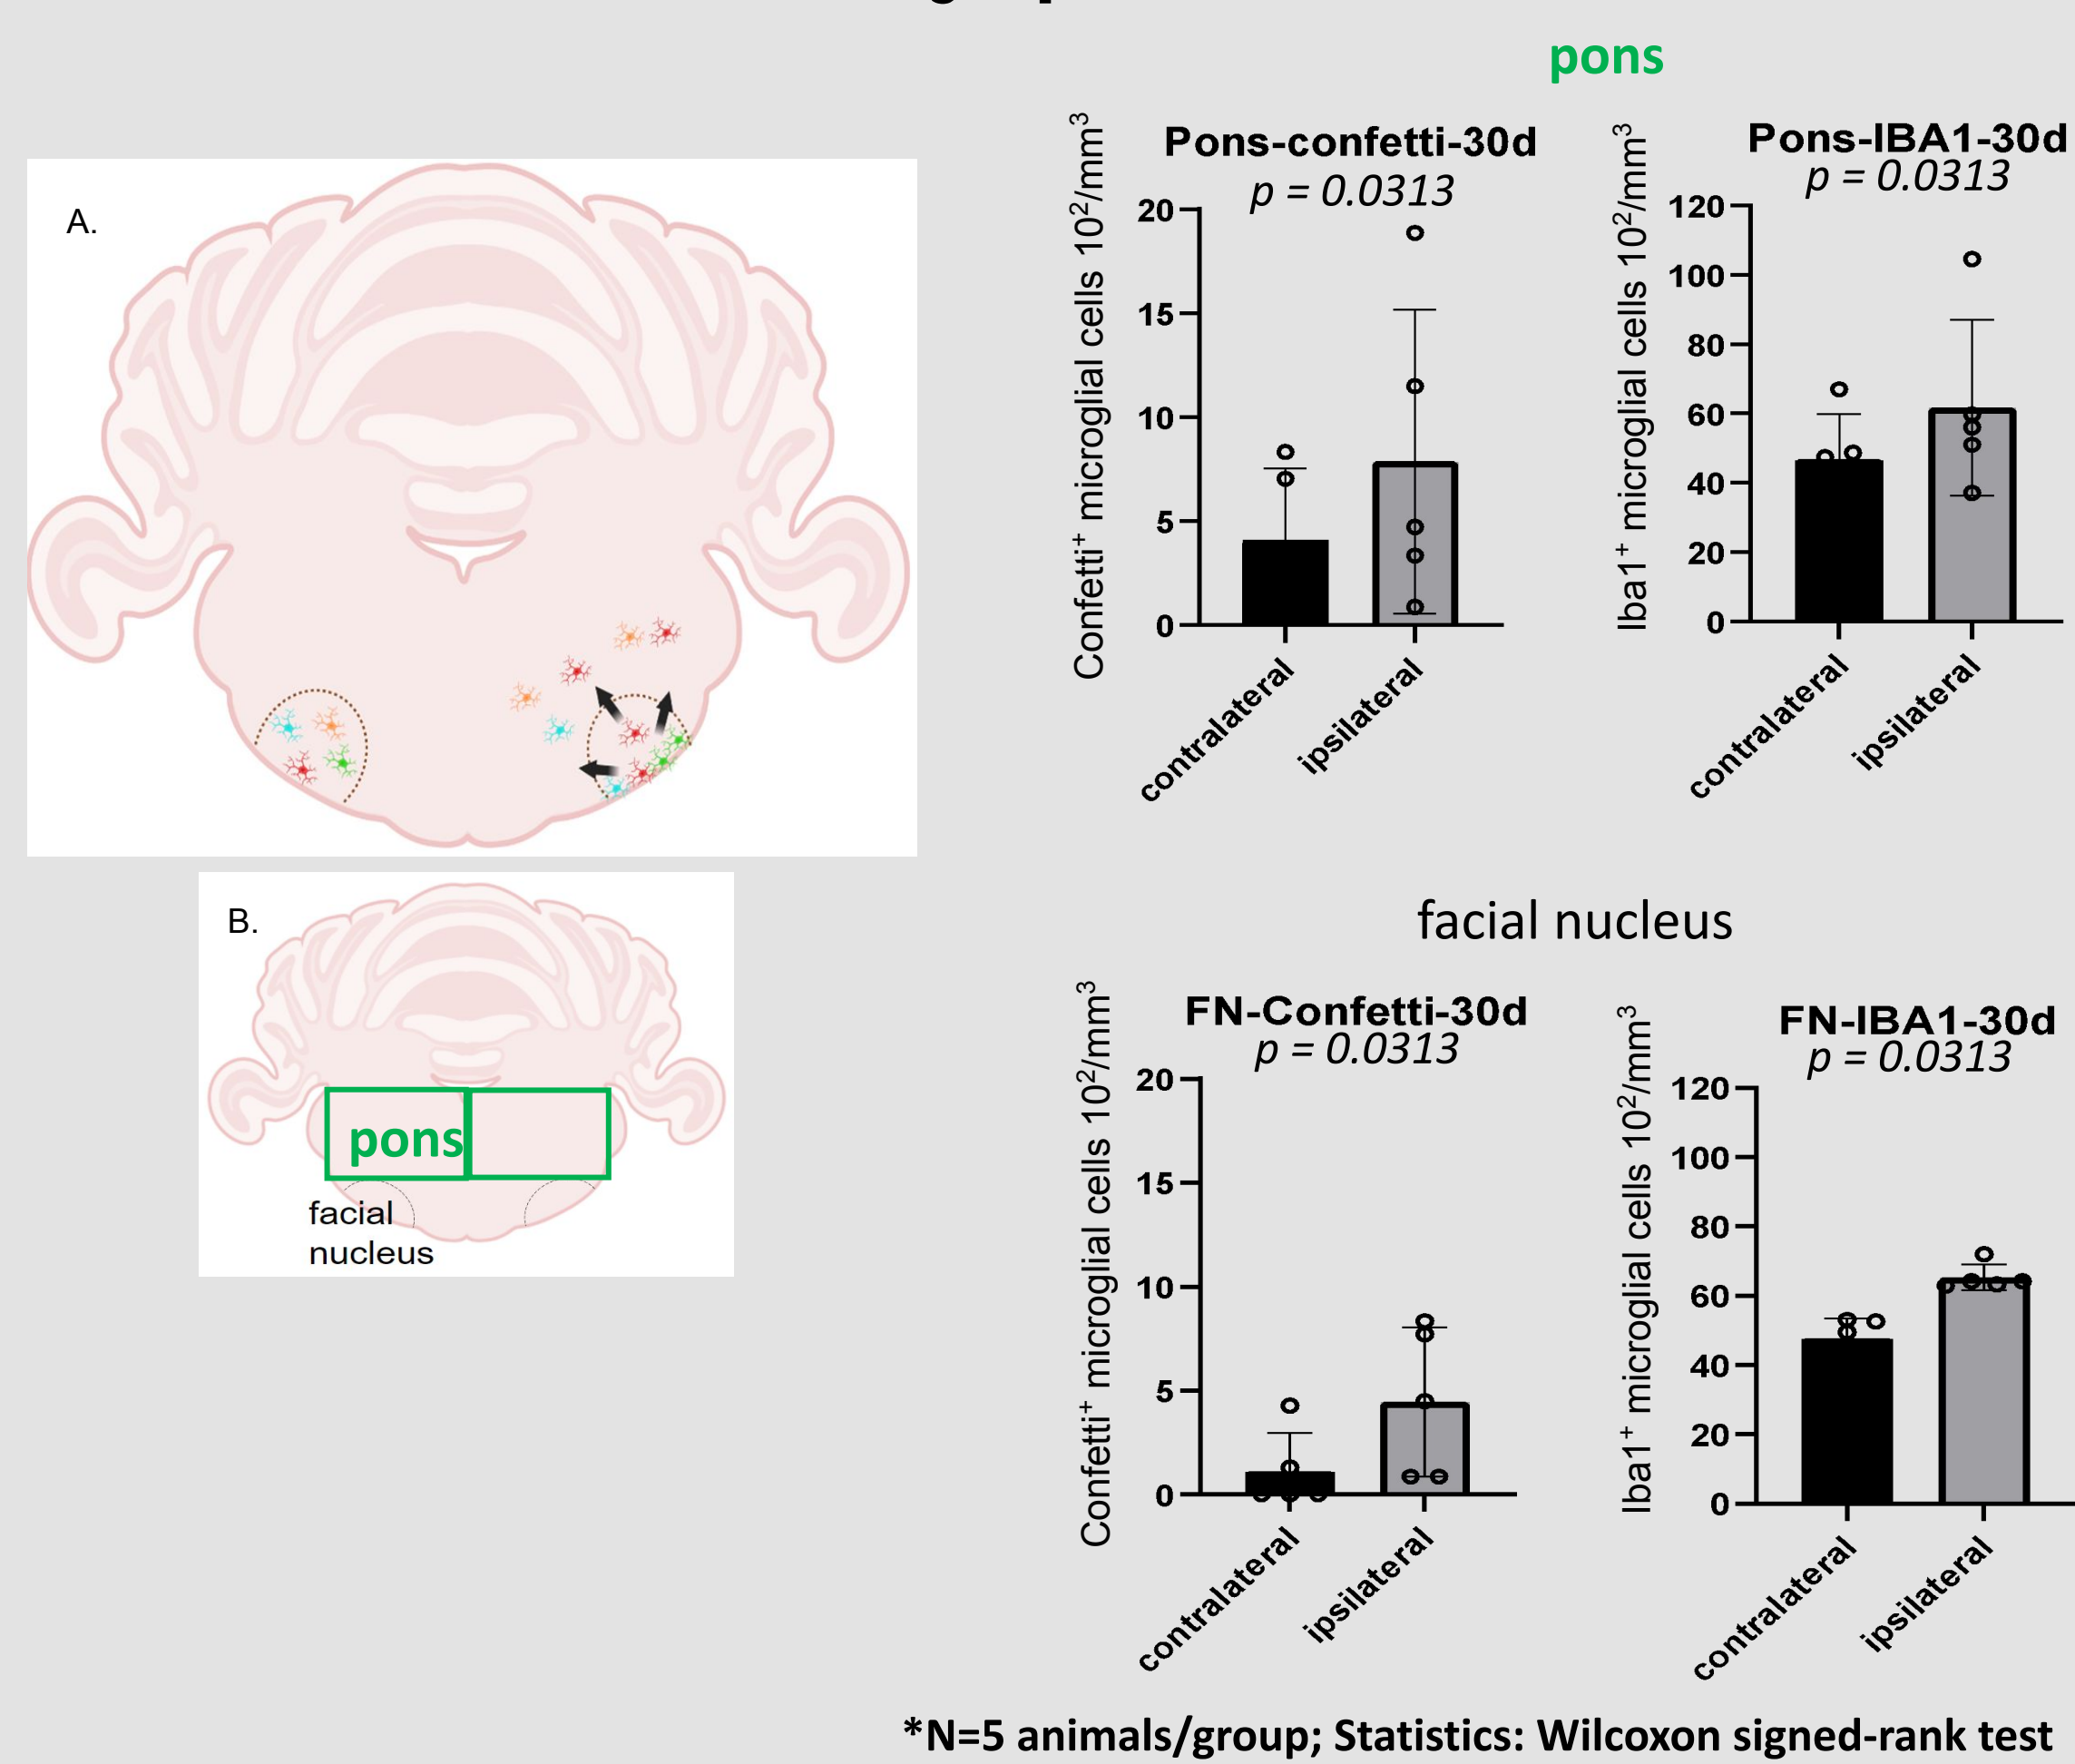 A.
B.
pons
facial
nucleus
pons
Pons-confetti-30d
p = 0.0313
Confetti⁺ microglial cells 10²/mm³
20
15
10
5
0
contralateral
ipsilateral
Pons-IBA1-30d
p = 0.0313
Iba1⁺ microglial cells 10²/mm³
120
100
80
60
40
20
0
contralateral
ipsilateral
facial nucleus
FN-Confetti-30d
p = 0.0313
Confetti⁺ microglial cells 10²/mm³
20
15
10
5
0
contralateral
ipsilateral
FN-IBA1-30d
p = 0.0313
Iba1⁺ microglial cells 10²/mm³
120
100
80
60
40
20
0
contralateral
ipsilateral
*N=5 animals/group; Statistics: Wilcoxon signed-rank test